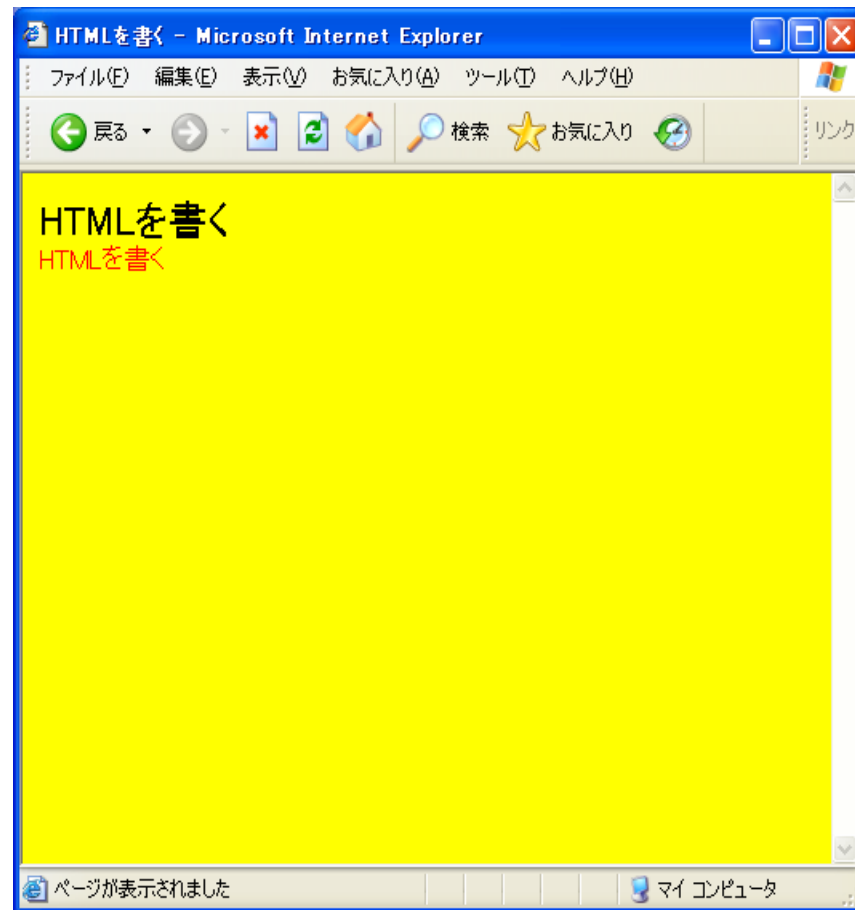 HTMLを書く - Microsoft Internet Explorer
ファイル(F) 編集(E) 表示(V) お気に入り(A) ツール(T) ヘルプ(H)
戻る 検索 お気に入り リンク
HTMLを書く
HTMLを書く
ページが表示されました マイ コンピュータ